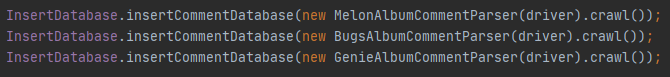 InsertDatabase.insertCommentDatabase(new MelonAlbumCommentParser(driver).crawl());
InsertDatabase.insertCommentDatabase(new BugsAlbumCommentParser(driver).crawl());
InsertDatabase.insertCommentDatabase(new GenieAlbumCommentParser(driver).crawl());